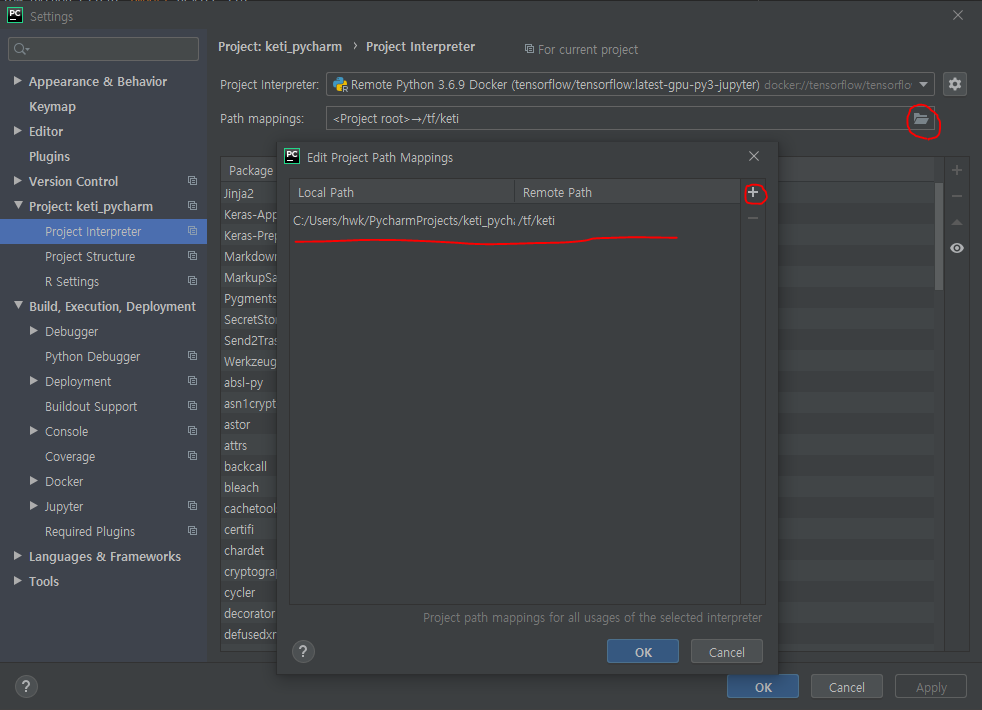 PC Settings
Project: keti_pycharm › Project Interpreter
For current project
Appearance & Behavior
Keymap
Editor
Plugins
Version Control
Project: keti_pycharm
Project Interpreter
Project Structure
R Settings
Build, Execution, Deployment
Debugger
Python Debugger
Deployment
Buildout Support
Console
Coverage
Docker
Jupyter
Required Plugins
Languages & Frameworks
Tools
Project Interpreter: Remote Python 3.6.9 Docker (tensorflow/tensorflow:latest-gpu-py3-jupyter) docker://tensorflow/tensorflo
Path mappings: <Project root>→/tf/keti
Package
Jinja2
Keras-App
Keras-Prep
Markdown
MarkupSa
Pygments
SecretStor
Send2Tras
Werkzeug
absl-py
asn1crypt
astor
attrs
backcall
bleach
cachetool
certifi
chardet
cryptogra
cycler
decorator
defusedxr
PC Edit Project Path Mappings
Local Path Remote Path
C:/Users/hwk/PycharmProjects/keti_pycha /tf/keti
Project path mappings for all usages of the selected interpreter
? OK Cancel
? OK Cancel Apply